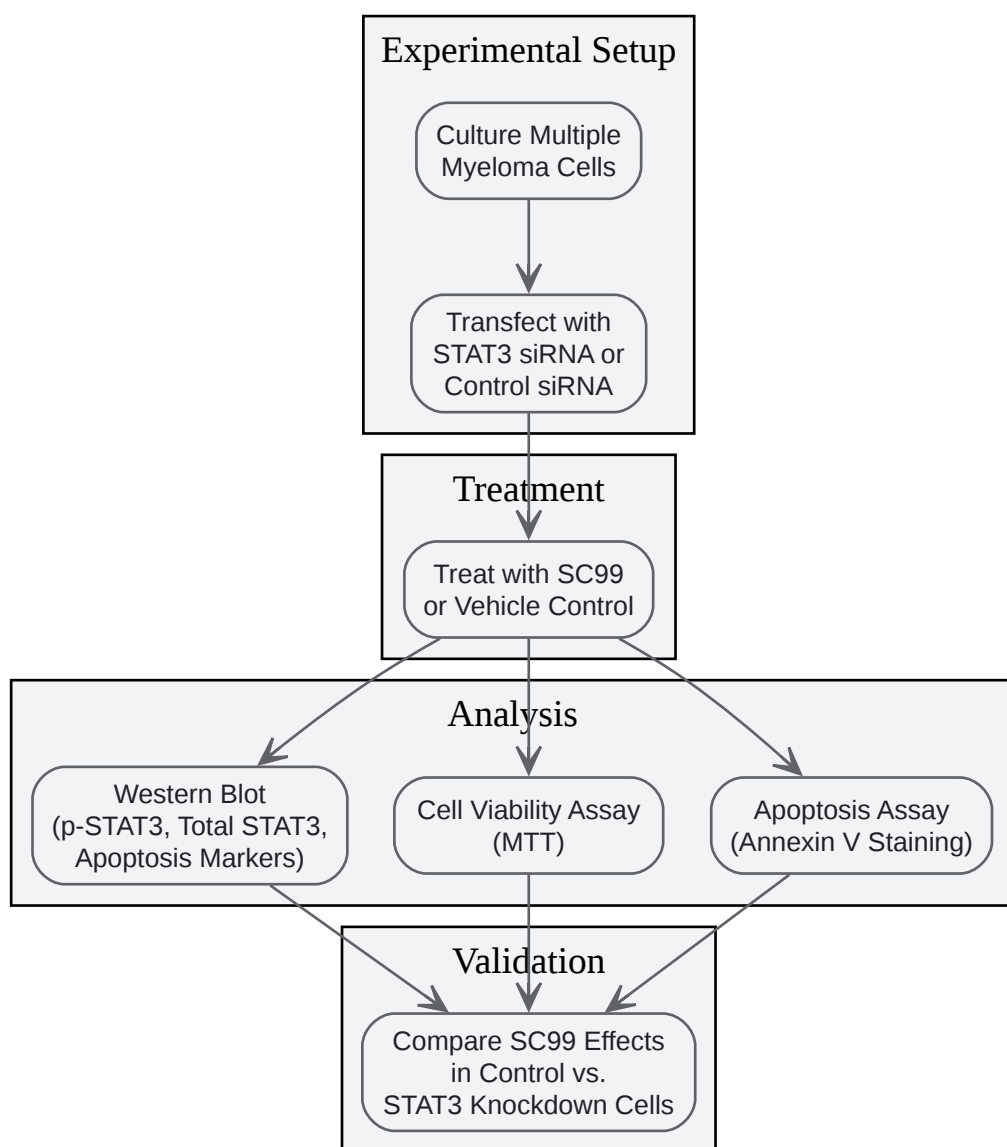 Experimental Setup
Culture Multiple
Myeloma Cells
Transfect with
STAT3 siRNA or
Control siRNA
Treatment
Treat with SC99
or Vehicle Control
Analysis
Western Blot
(p-STAT3, Total STAT3,
Apoptosis Markers)
Cell Viability Assay
(MTT)
Apoptosis Assay
(Annexin V Staining)
Validation
Compare SC99 Effects
in Control vs.
STAT3 Knockdown Cells